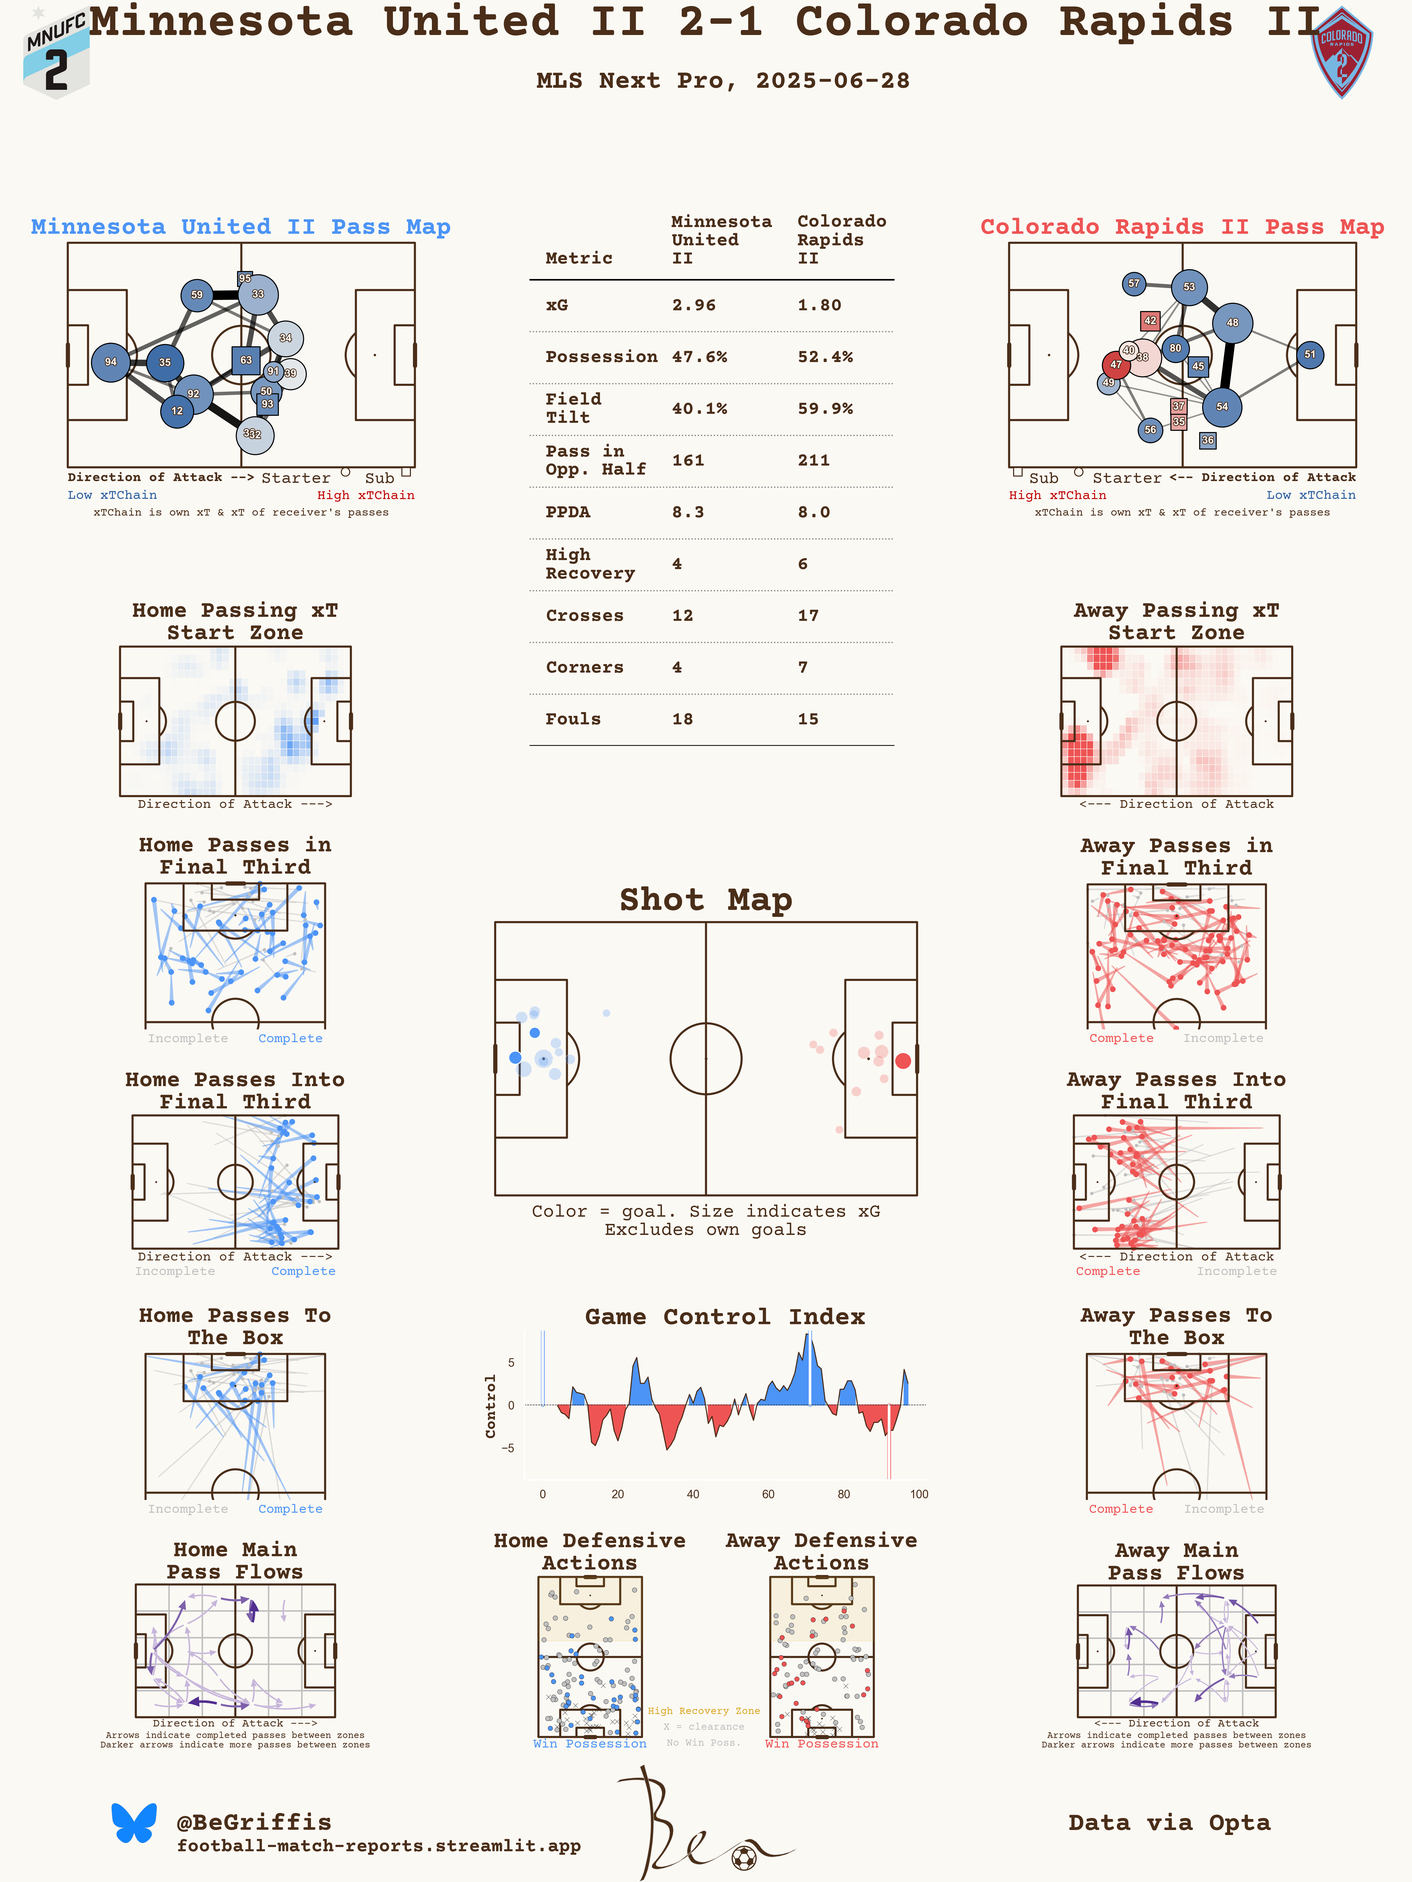 Minnesota United II 2-1 Colorado Rapids II
MNUFC
2
COLORADO
RAPIDS
2
MLS Next Pro, 2025-06-28
Minnesota United II Pass Map
95
59
33
34
94
35
63
91
39
92
50
93
12
32
Direction of Attack --> Starter Sub
Low xTChain High xTChain
xTChain is own xT & xT of receiver's passes
Metric Minnesota United II Colorado Rapids II
xG 2.96 1.80
Possession 47.6% 52.4%
Field Tilt 40.1% 59.9%
Pass in Opp. Half 161 211
PPDA 8.3 8.0
High Recovery 4 6
Crosses 12 17
Corners 4 7
Fouls 18 15
Colorado Rapids II Pass Map
57
53
42
48
40
38
80
51
47
45
49
37
54
35
56
36
Sub Starter <-- Direction of Attack
High xTChain Low xTChain
xTChain is own xT & xT of receiver's passes
Home Passing xT
Start Zone
Direction of Attack --->
Away Passing xT
Start Zone
<--- Direction of Attack
Home Passes in
Final Third
Incomplete Complete
Away Passes in
Final Third
Complete Incomplete
Shot Map
Color = goal. Size indicates xG
Excludes own goals
Home Passes Into
Final Third
Direction of Attack --->
Incomplete Complete
Away Passes Into
Final Third
<--- Direction of Attack
Complete Incomplete
Home Passes To
The Box
Incomplete Complete
Game Control Index
Control
5
0
−5
0 20 40 60 80 100
Away Passes To
The Box
Complete Incomplete
Home Main
Pass Flows
Direction of Attack --->
Arrows indicate completed passes between zones
Darker arrows indicate more passes between zones
Home Defensive
Actions
Win Possession
Away Defensive
Actions
Win Possession
High Recovery Zone
X = clearance
No Win Poss.
Away Main
Pass Flows
<--- Direction of Attack
Arrows indicate completed passes between zones
Darker arrows indicate more passes between zones
@BeGriffis
football-match-reports.streamlit.app
Ben
Data via Opta